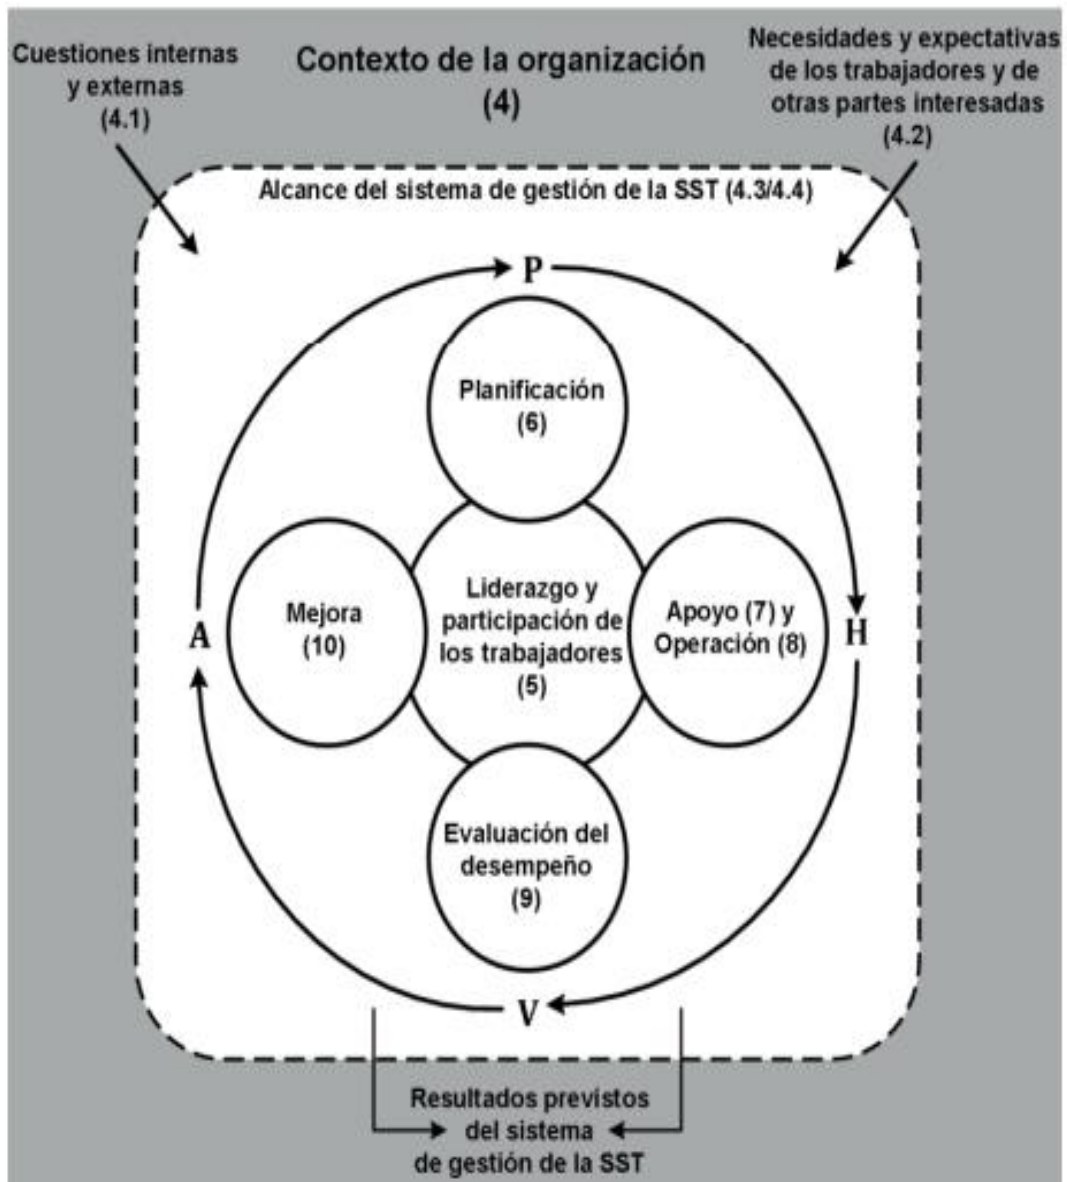 Cuestiones internas
y externas
(4.1)
Contexto de la organización
(4)
Necesidades y expectativas
de los trabajadores y de
otras partes interesadas
(4.2)
Alcance del sistema de gestión de la SST (4.3/4.4)
P
Planificación
(6)
A
Mejora
(10)
Liderazgo y
participación de
los trabajadores
(5)
Apoyo (7) y
Operación (8)
H
Evaluación del
desempeño
(9)
V
Resultados previstos
del sistema
de gestión de la SST